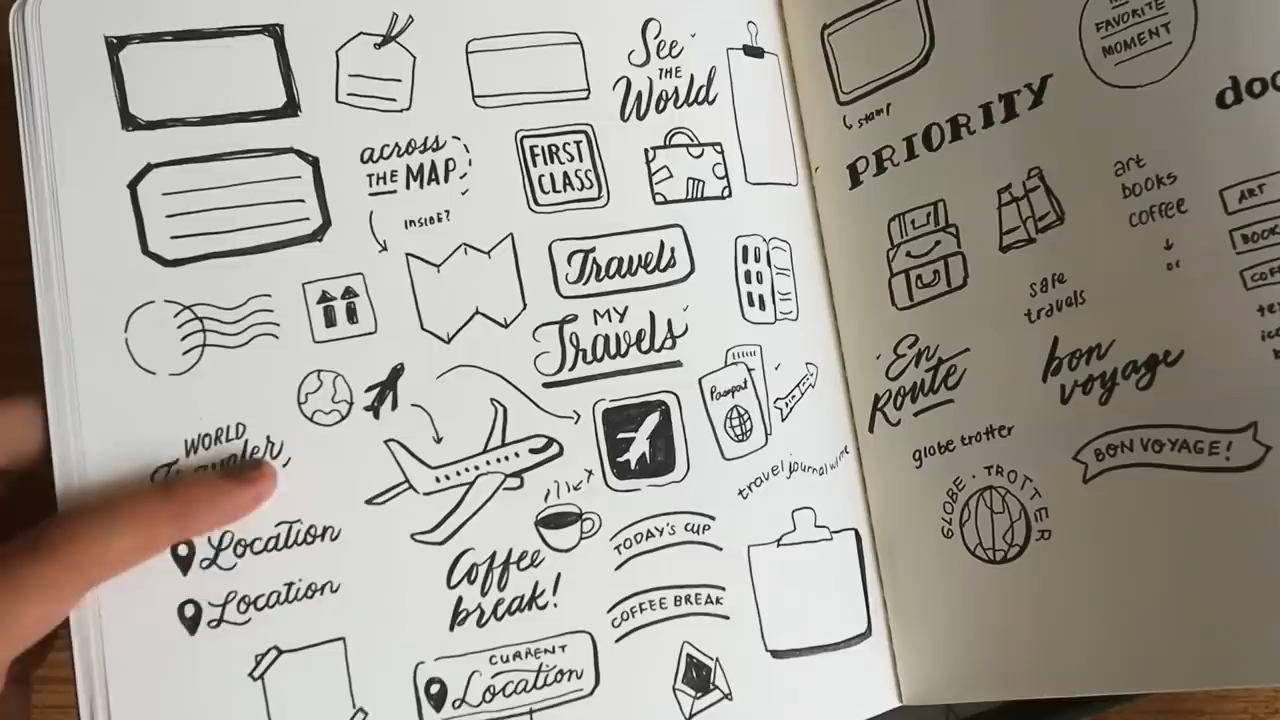 See
THE
World
across
THE MAP
INSIDE?
FIRST
CLASS
Travels
MY
Travels
Passport
WORLD
Traveler,
travel journal
Location
Location
Coffee
break!
TODAY'S CUP
COFFEE BREAK
CURRENT
Location
FAVORITE
MOMENT
stamp
PRIORITY
art
books
coffee
or
ART
safe
travels
En
Route
bon
voyage
globe trotter
BON VOYAGE!
GLOBE · TROTTER